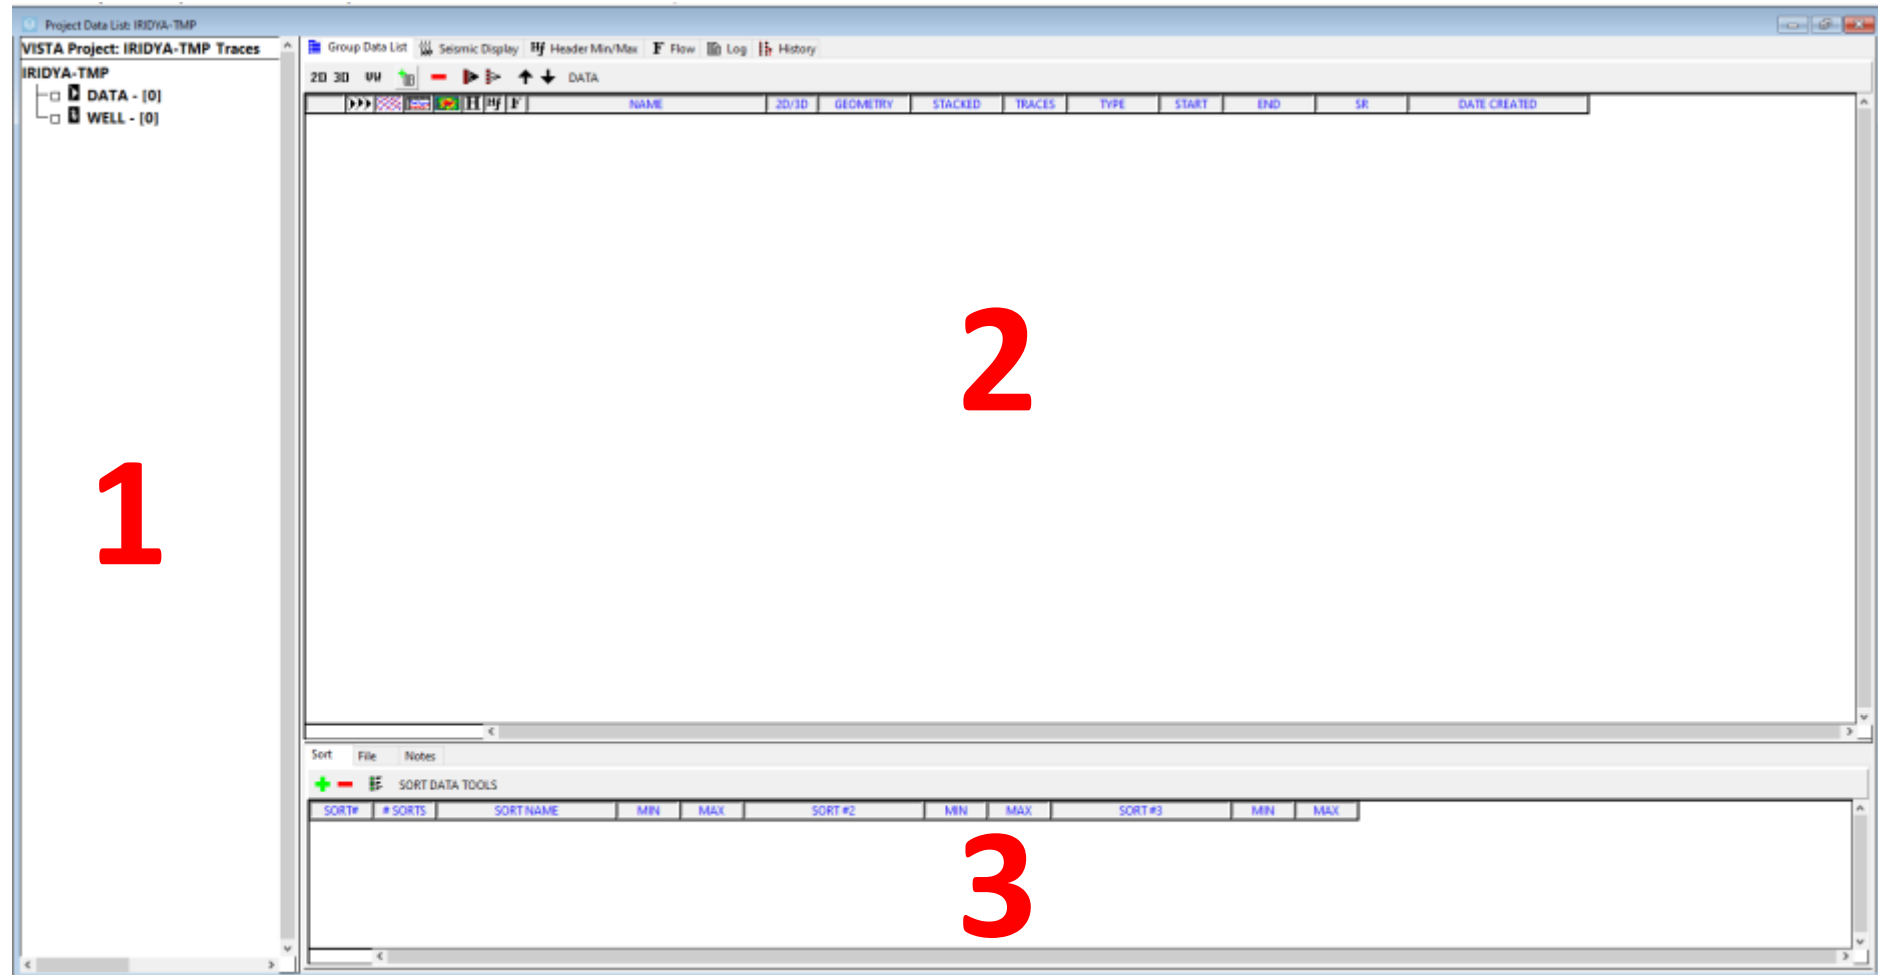 Project Data List: IRIDYA-TMP
VISTA Project: IRIDYA-TMP Traces
IRIDYA-TMP
DATA - [0]
WELL - [0]
Group Data List Seismic Display Hf Header Min/Max F Flow Log History
2D 3D VW DATA
H Hf F NAME 2D/3D GEOMETRY STACKED TRACES TYPE START END SR DATE CREATED
1
2
Sort File Notes
SORT DATA TOOLS
SORT# # SORTS SORT NAME MIN MAX SORT #2 MIN MAX SORT #3 MIN MAX
3